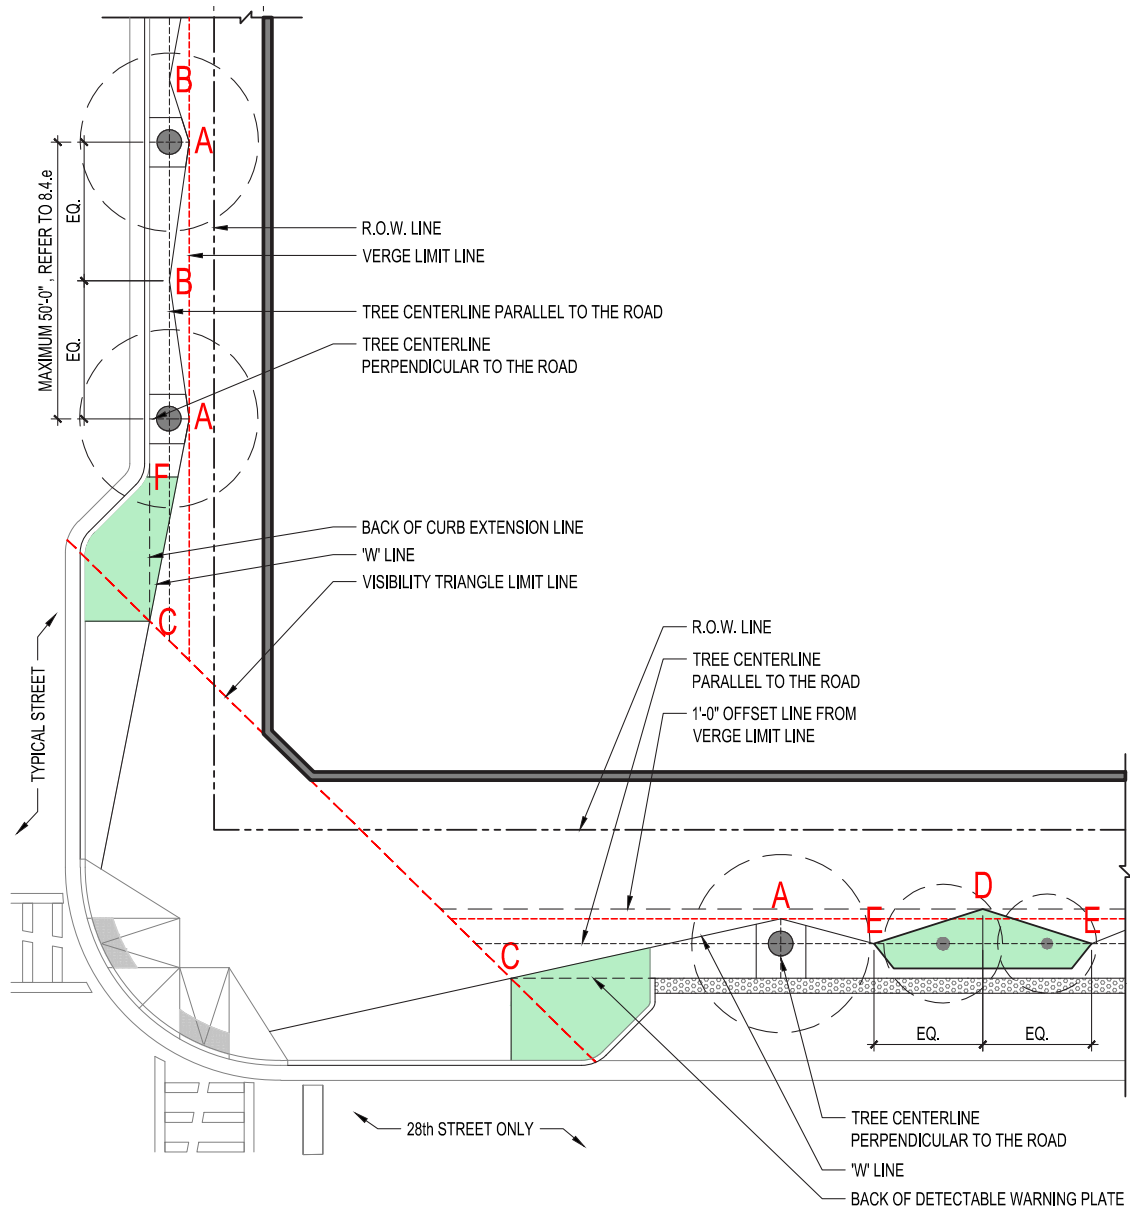 B
A
MAXIMUM 50'-0" , REFER TO 8.4.e
EQ.
R.O.W. LINE
VERGE LIMIT LINE
B
TREE CENTERLINE PARALLEL TO THE ROAD
EQ.
TREE CENTERLINE
PERPENDICULAR TO THE ROAD
A
F
BACK OF CURB EXTENSION LINE
'W' LINE
VISIBILITY TRIANGLE LIMIT LINE
C
R.O.W. LINE
TREE CENTERLINE
PARALLEL TO THE ROAD
TYPICAL STREET
1'-0" OFFSET LINE FROM
VERGE LIMIT LINE
A
D
E
E
C
EQ.
EQ.
28th STREET ONLY
TREE CENTERLINE
PERPENDICULAR TO THE ROAD
'W' LINE
BACK OF DETECTABLE WARNING PLATE